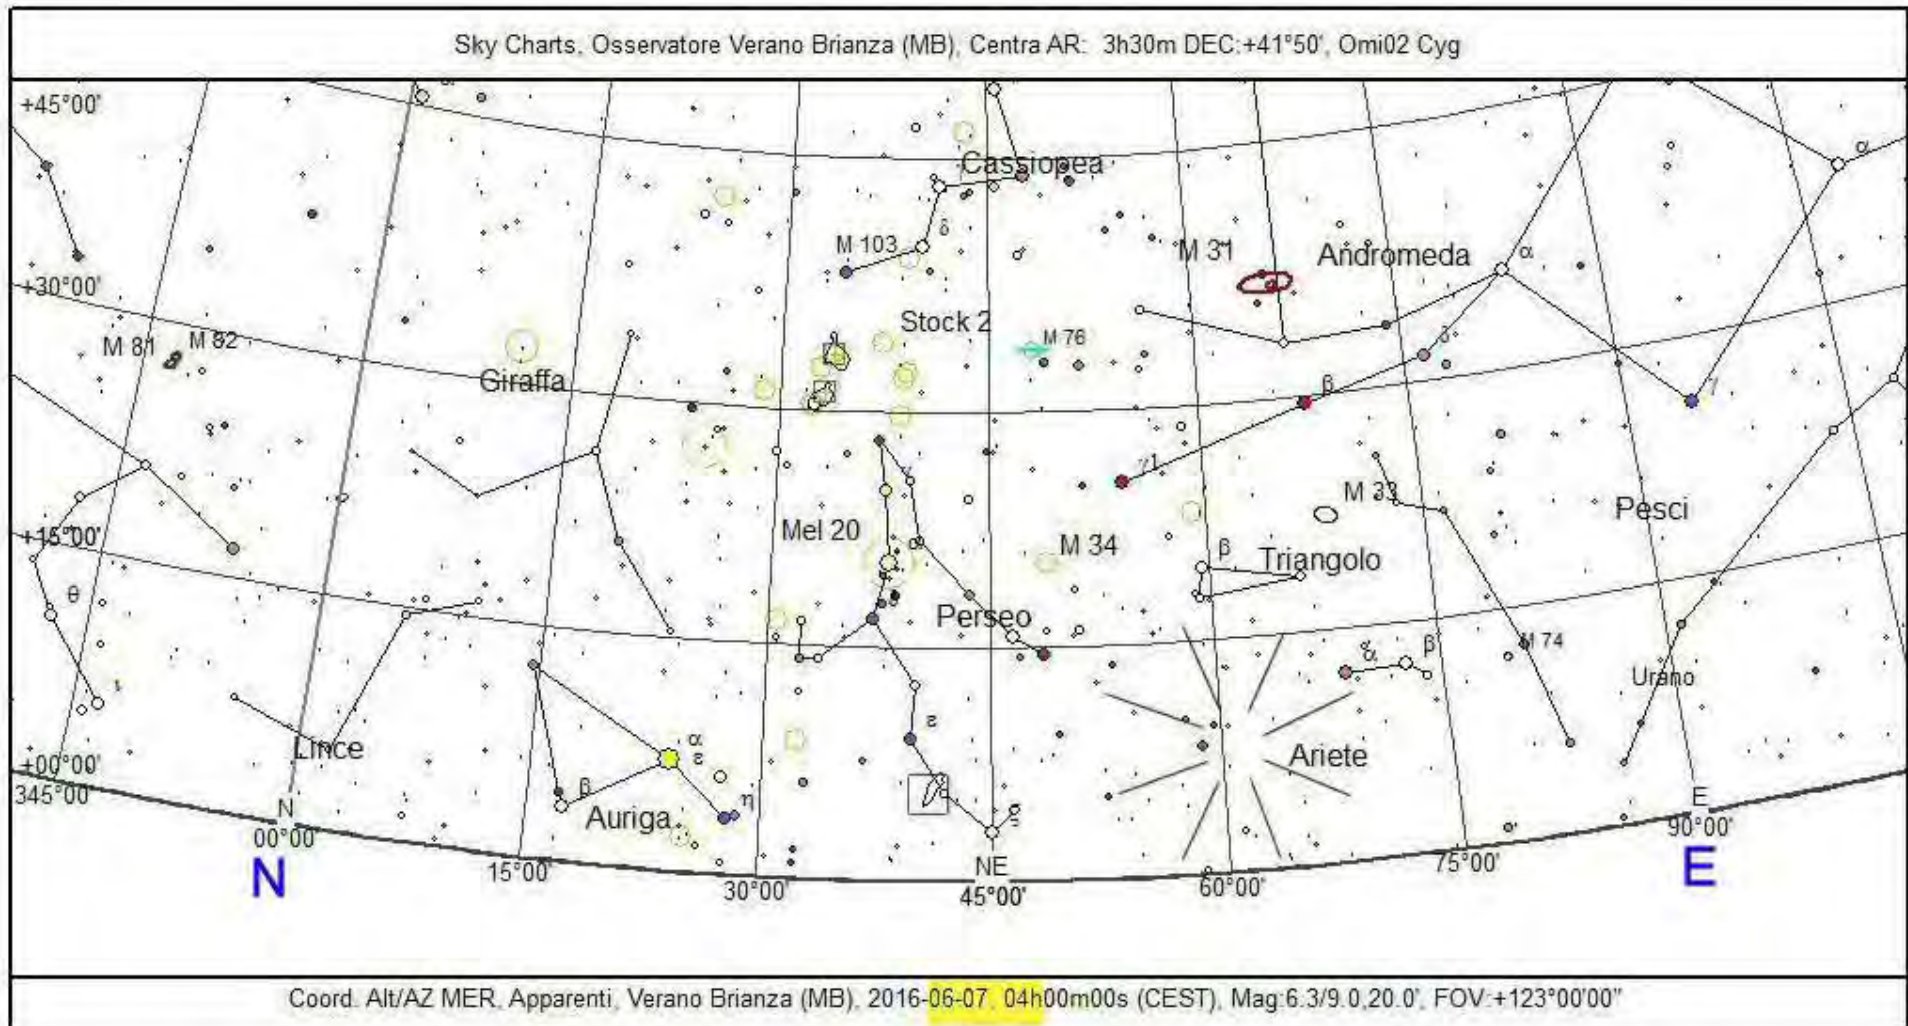 Sky Charts, Osservatore Verano Brianza (MB), Centra AR: 3h30m DEC:+41°50', Omi02 Cyg
+45°00'
α
Cassiopea
δ
M 103
M 31
Andromeda
α
+30°00'
M 81
M 82
Stock 2
M 76
δ
Giraffa
β
γ
γ
γ1
M 33
Pesci
+15°00'
Mel 20
M 34
β
Triangolo
θ
Perseo
M 74
α
β
Urano
ι
ε
Lince
α
ε
Ariete
+00°00'
345°00'
β
η
Auriga
N
E
00°00'
90°00'
N
15°00'
30°00'
NE
45°00'
60°00'
75°00'
E
Coord. Alt/AZ MER, Apparenti, Verano Brianza (MB), 2016-06-07, 04h00m00s (CEST), Mag:6.3/9.0,20.0', FOV:+123°00'00"